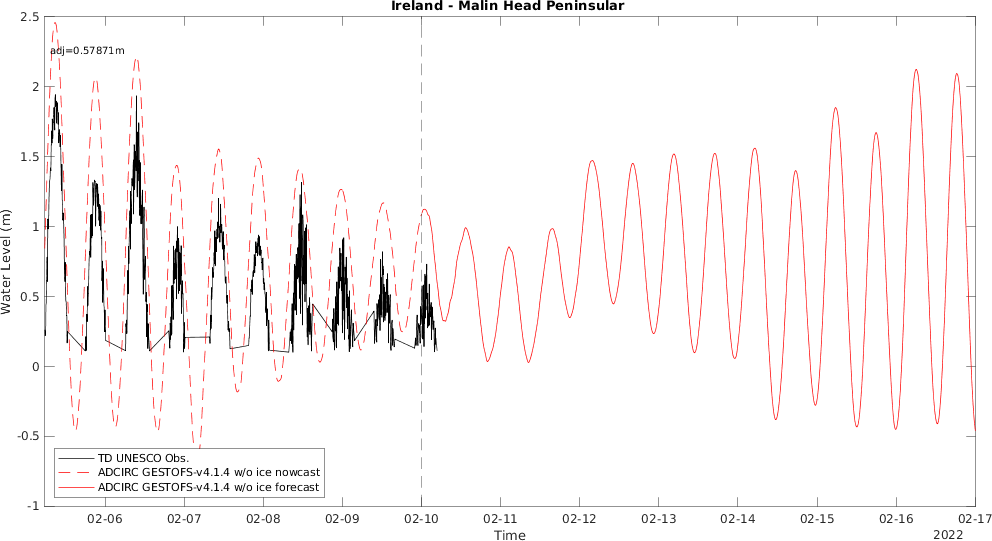 Ireland - Malin Head Peninsular
adj=0.57871m
Water Level (m)
2.5
2
1.5
1
0.5
0
-0.5
-1
TD UNESCO Obs.
ADCIRC GESTOFS-v4.1.4 w/o ice nowcast
ADCIRC GESTOFS-v4.1.4 w/o ice forecast
02-06 02-07 02-08 02-09 02-10 02-11 02-12 02-13 02-14 02-15 02-16 02-17
Time
2022